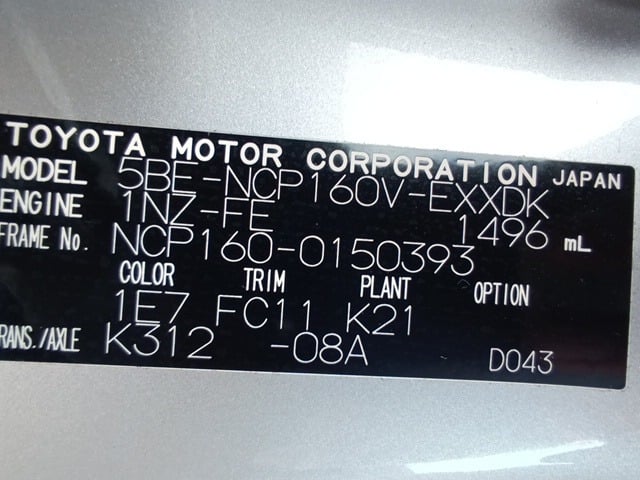 TOYOTA MOTOR CORPORATION JAPAN
MODEL 5BE-NCP160V-EXXDK
ENGINE 1NZ-FE 1496 mL
FRAME No. NCP160-0150393
COLOR TRIM PLANT OPTION
1E7 FC11 K21
TRANS./AXLE K312 -08A D043